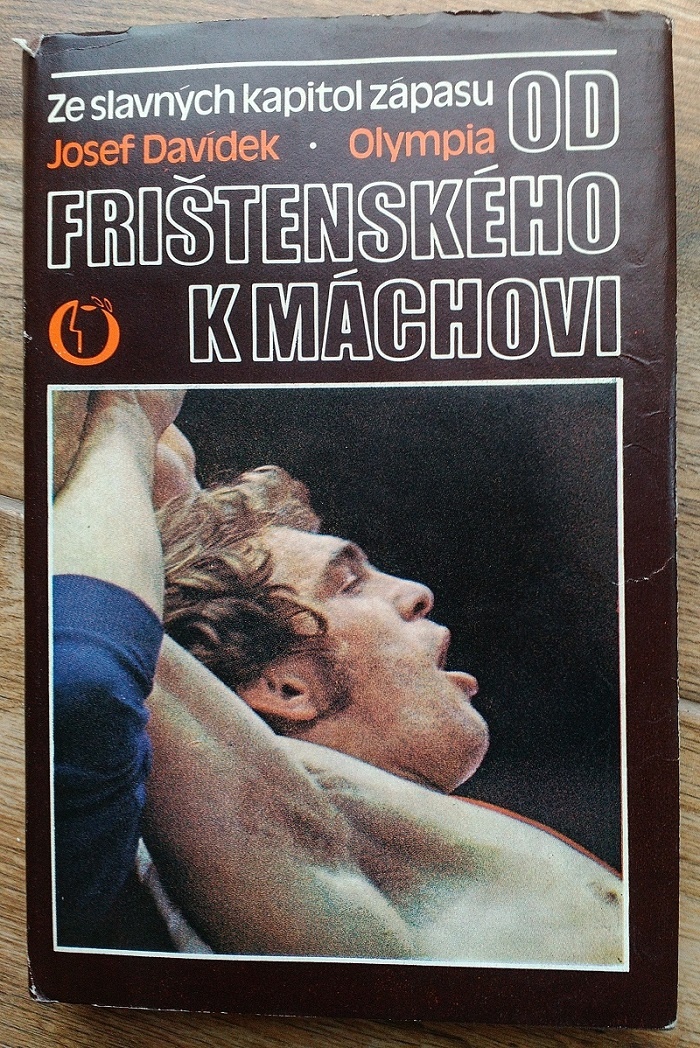 Ze slavných kapitol zápasu
Josef Davídek · Olympia
OD
FRIŠTENSKÉHO
K MÁCHOVI